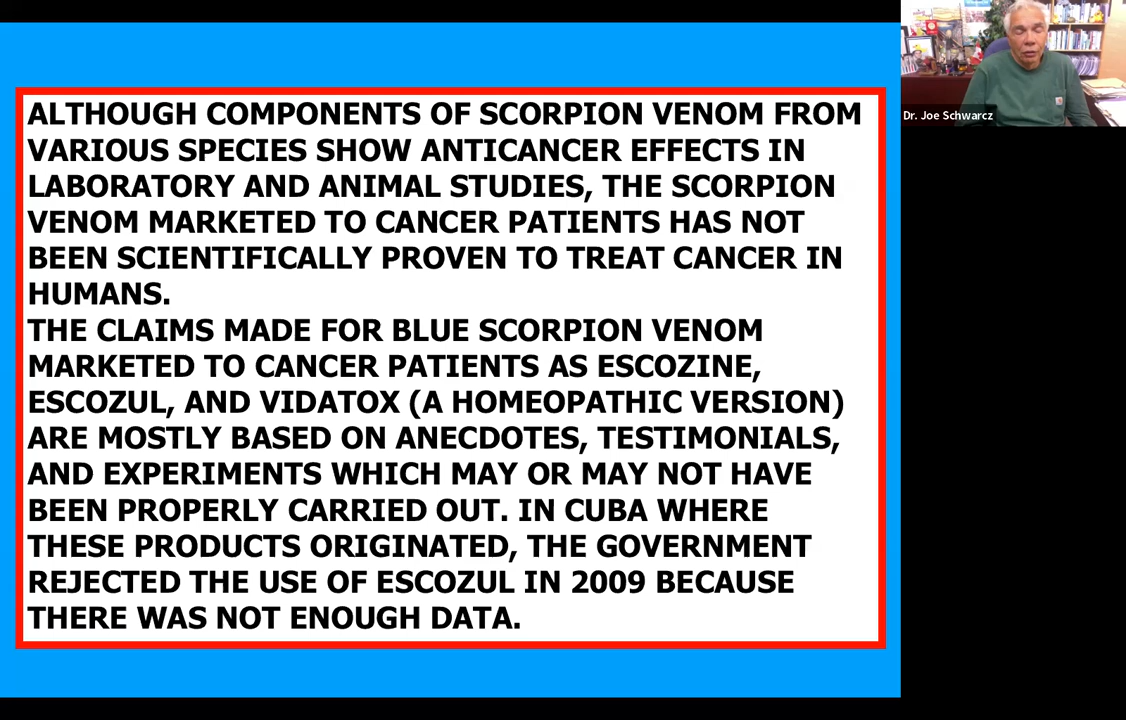 ALTHOUGH COMPONENTS OF SCORPION VENOM FROM
VARIOUS SPECIES SHOW ANTICANCER EFFECTS IN
LABORATORY AND ANIMAL STUDIES, THE SCORPION
VENOM MARKETED TO CANCER PATIENTS HAS NOT
BEEN SCIENTIFICALLY PROVEN TO TREAT CANCER IN
HUMANS.
THE CLAIMS MADE FOR BLUE SCORPION VENOM
MARKETED TO CANCER PATIENTS AS ESCOZINE,
ESCOZUL, AND VIDATOX (A HOMEOPATHIC VERSION)
ARE MOSTLY BASED ON ANECDOTES, TESTIMONIALS,
AND EXPERIMENTS WHICH MAY OR MAY NOT HAVE
BEEN PROPERLY CARRIED OUT. IN CUBA WHERE
THESE PRODUCTS ORIGINATED, THE GOVERNMENT
REJECTED THE USE OF ESCOZUL IN 2009 BECAUSE
THERE WAS NOT ENOUGH DATA.
Dr. Joe Schwarcz